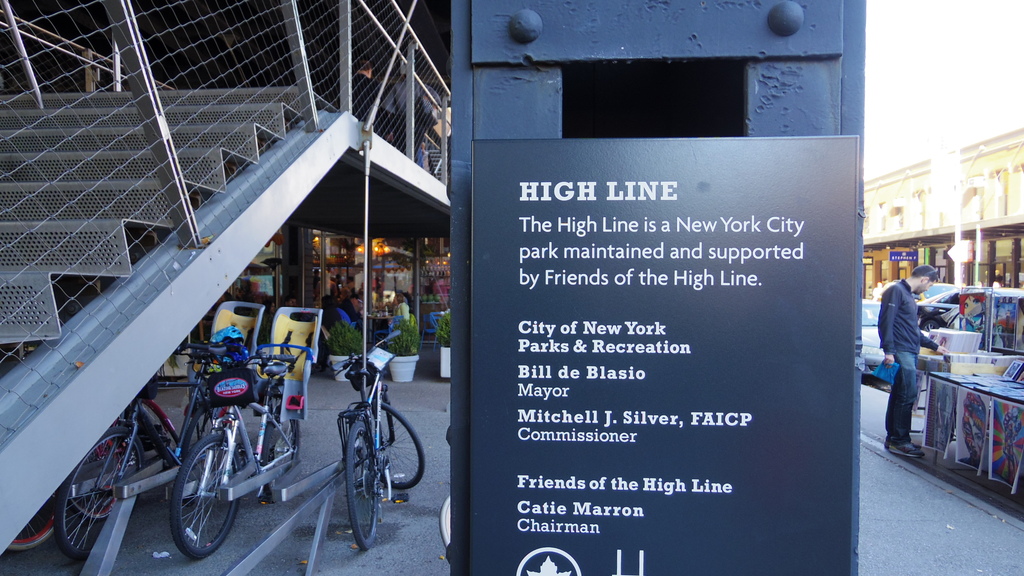 HIGH LINE
The High Line is a New York City
park maintained and supported
by Friends of the High Line.
City of New York
Parks & Recreation
Bill de Blasio
Mayor
Mitchell J. Silver, FAICP
Commissioner
Friends of the High Line
Catie Marron
Chairman